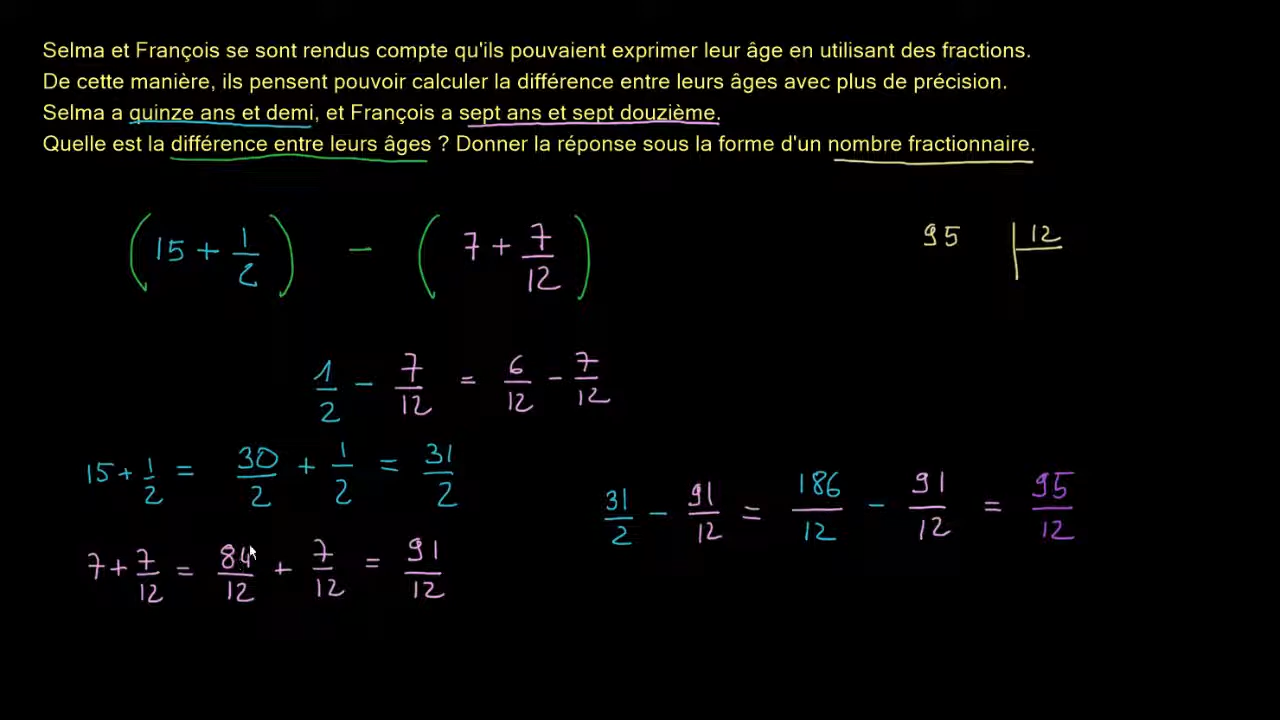 Selma et François se sont rendus compte qu'ils pouvaient exprimer leur âge en utilisant des fractions.
De cette manière, ils pensent pouvoir calculer la différence entre leurs âges avec plus de précision.
Selma a quinze ans et demi, et François a sept ans et sept douzième.
Quelle est la différence entre leurs âges ? Donner la réponse sous la forme d'un nombre fractionnaire.
(15 + 1/2) - (7 + 7/12)
95 | 12
1/2 - 7/12 = 6/12 - 7/12
15 + 1/2 = 30/2 + 1/2 = 31/2
31/2 - 91/12 = 186/12 - 91/12 = 95/12
7 + 7/12 = 84/12 + 7/12 = 91/12